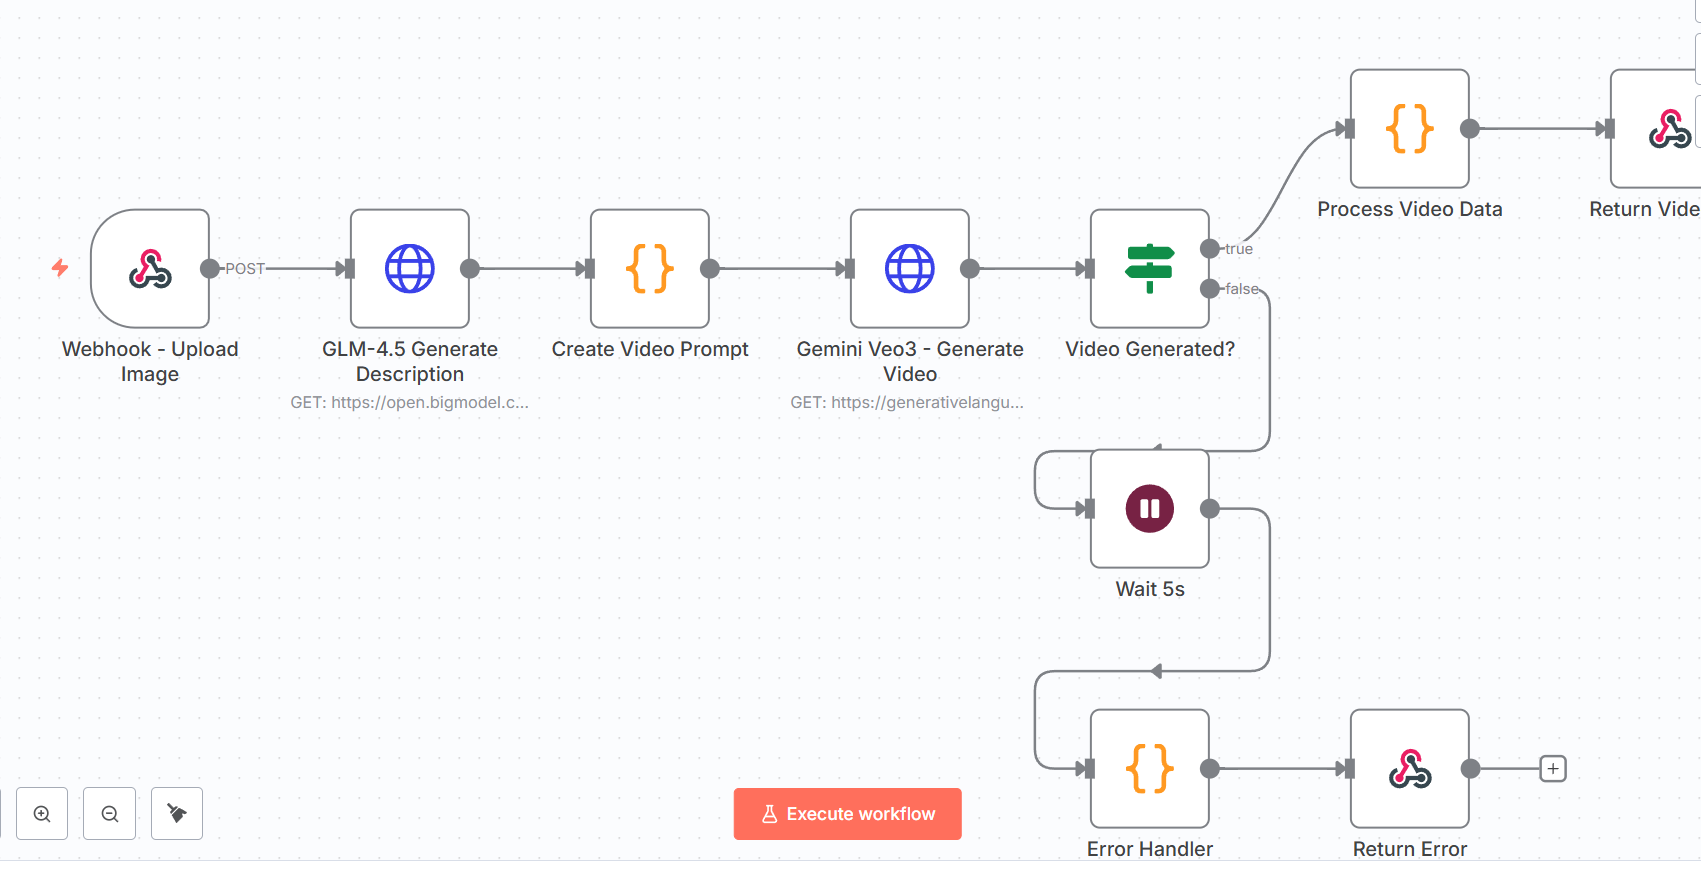 Process Video Data
Return Vide
POST
true
false
Webhook - Upload
Image
GLM-4.5 Generate
Description
GET: https://open.bigmodel.c...
Create Video Prompt
Gemini Veo3 - Generate
Video
GET: https://generativelangu...
Video Generated?
Wait 5s
Execute workflow
Error Handler
Return Error